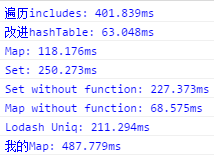 遍历includes: 401.839ms
改进hashTable: 63.048ms
Map: 118.176ms
Set: 250.273ms
Set without function: 227.373ms
Map without function: 68.575ms
Lodash Uniq: 211.294ms
我的Map: 487.779ms